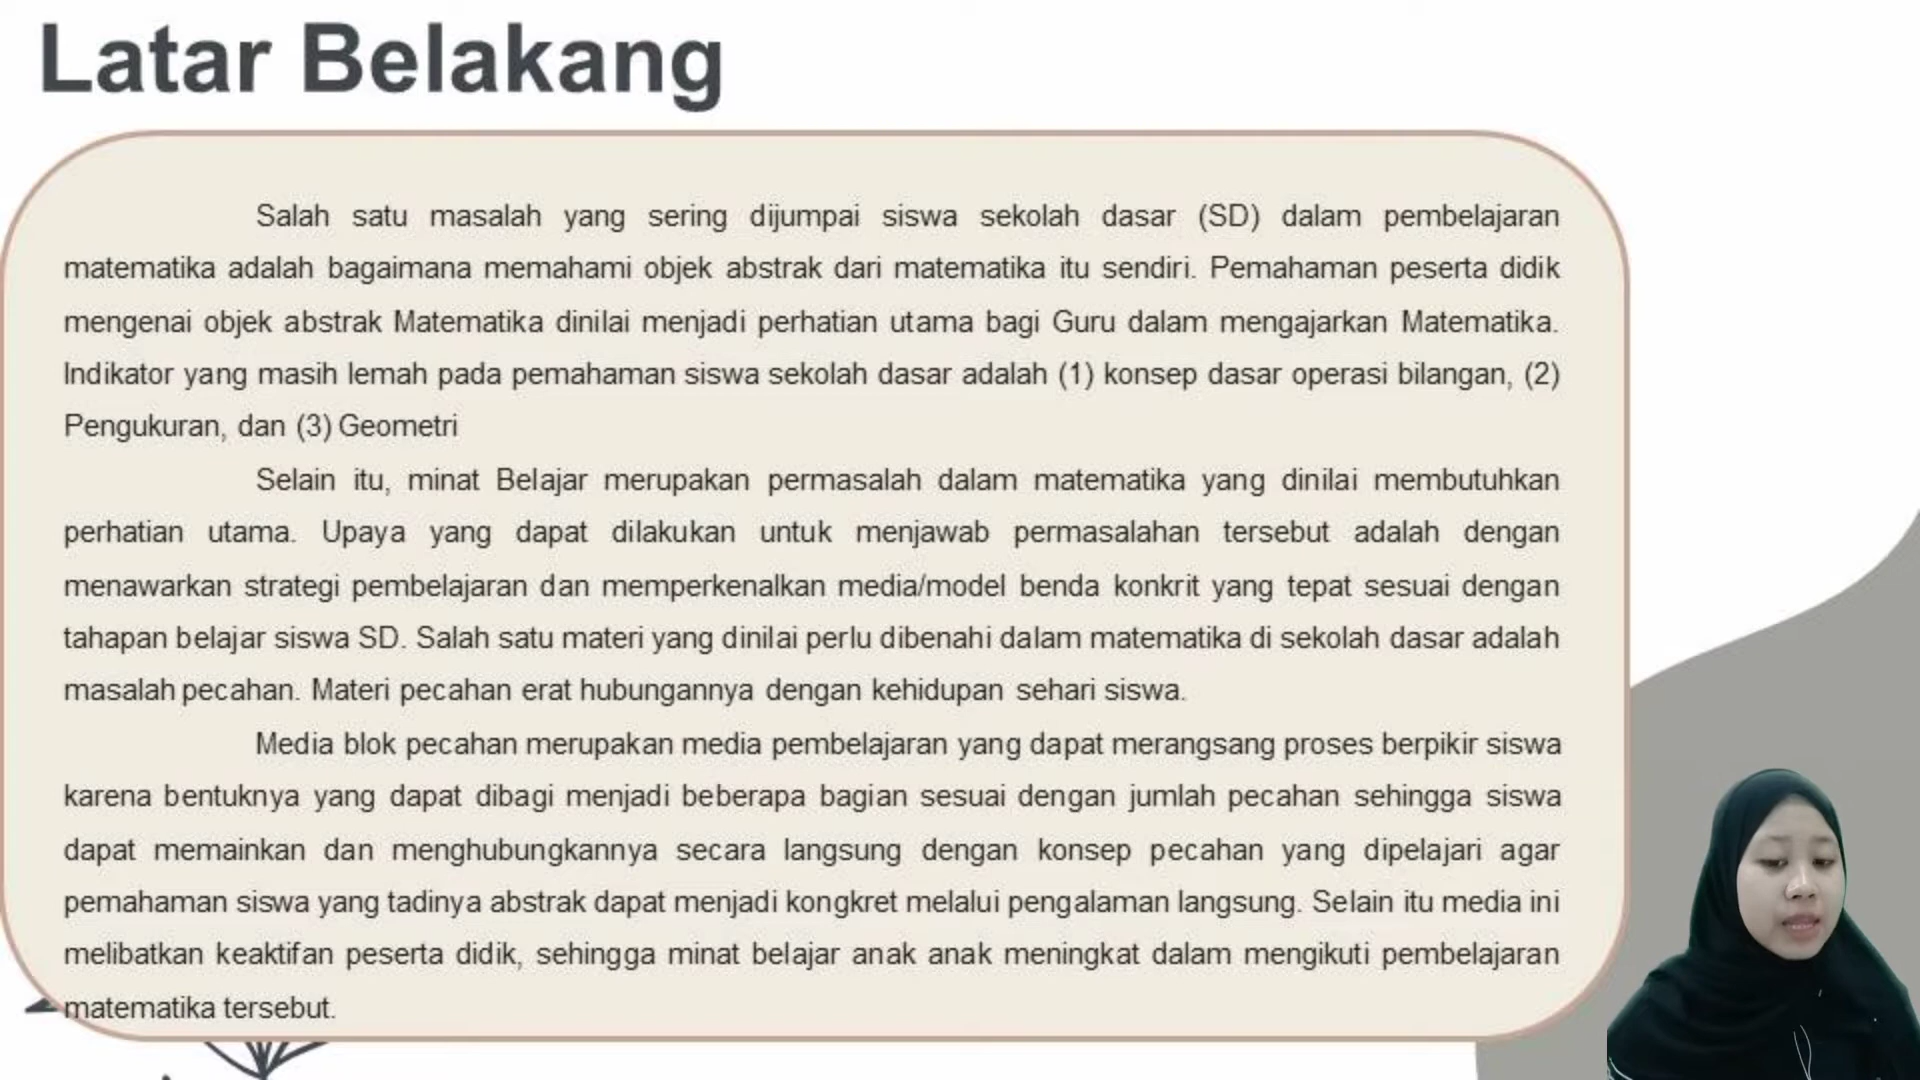 Latar Belakang
Salah satu masalah yang sering dijumpai siswa sekolah dasar (SD) dalam pembelajaran
matematika adalah bagaimana memahami objek abstrak dari matematika itu sendiri. Pemahaman peserta didik
mengenai objek abstrak Matematika dinilai menjadi perhatian utama bagi Guru dalam mengajarkan Matematika.
Indikator yang masih lemah pada pemahaman siswa sekolah dasar adalah (1) konsep dasar operasi bilangan, (2)
Pengukuran, dan (3) Geometri
Selain itu, minat Belajar merupakan permasalah dalam matematika yang dinilai membutuhkan
perhatian utama. Upaya yang dapat dilakukan untuk menjawab permasalahan tersebut adalah dengan
menawarkan strategi pembelajaran dan memperkenalkan media/model benda konkrit yang tepat sesuai dengan
tahapan belajar siswa SD. Salah satu materi yang dinilai perlu dibenahi dalam matematika di sekolah dasar adalah
masalah pecahan. Materi pecahan erat hubungannya dengan kehidupan sehari siswa.
Media blok pecahan merupakan media pembelajaran yang dapat merangsang proses berpikir siswa
karena bentuknya yang dapat dibagi menjadi beberapa bagian sesuai dengan jumlah pecahan sehingga siswa
dapat memainkan dan menghubungkannya secara langsung dengan konsep pecahan yang dipelajari agar
pemahaman siswa yang tadinya abstrak dapat menjadi kongkret melalui pengalaman langsung. Selain itu media ini
melibatkan keaktifan peserta didik, sehingga minat belajar anak anak meningkat dalam mengikuti pembelajaran
matematika tersebut.